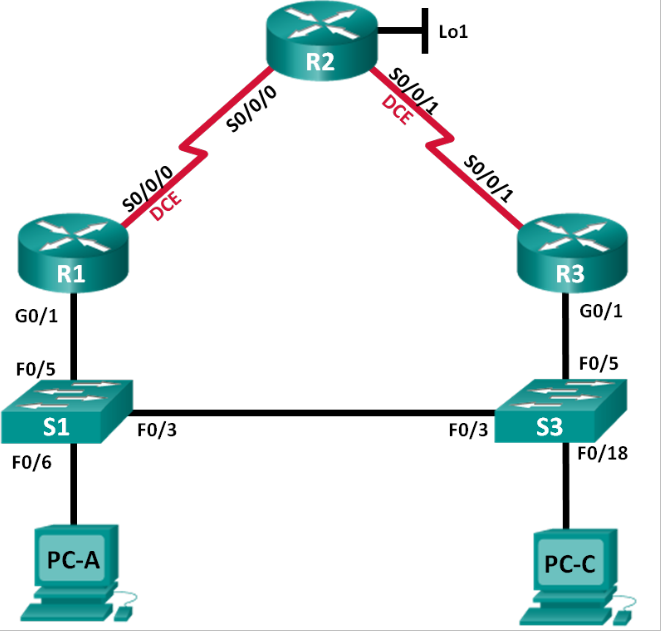 Lo1
R2
S0/0/0
S0/0/1
DCE
S0/0/0
DCE
S0/0/1
R1
R3
G0/1
G0/1
F0/5
F0/5
S1
F0/3
F0/3
S3
F0/6
F0/18
PC-A
PC-C